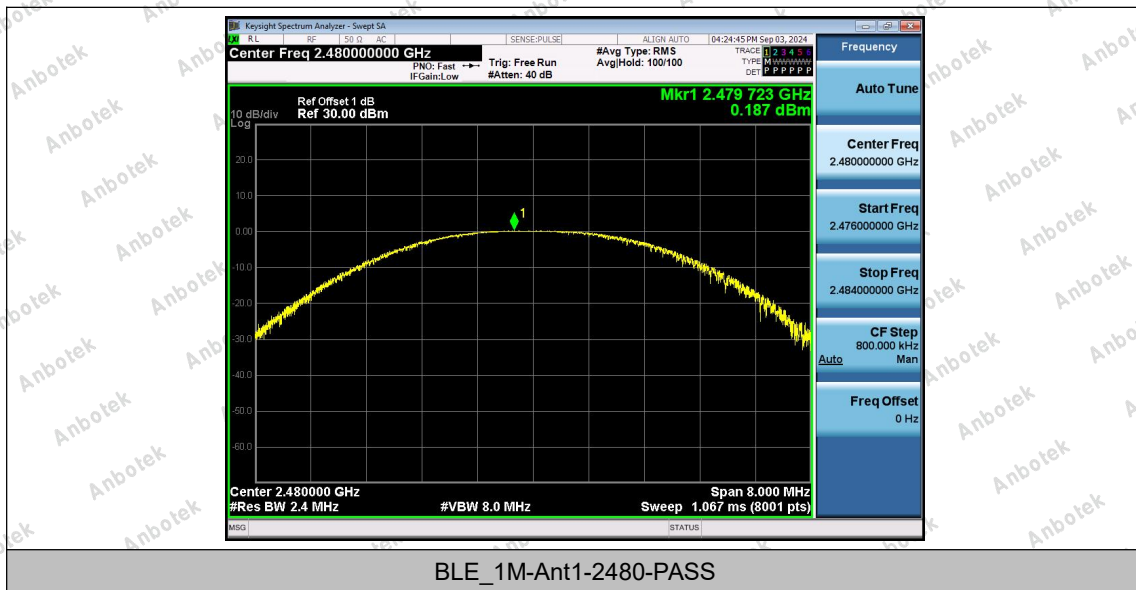 Keysight Spectrum Analyzer - Swept SA
RL RF 50 Ω AC SENSE:PULSE ALIGN AUTO 04:24:45 PM Sep 03, 2024
Center Freq 2.480000000 GHz
PNO: Fast
IFGain:Low
Trig: Free Run
#Atten: 40 dB
#Avg Type: RMS
Avg|Hold: 100/100
TRACE 1 2 3 4 5 6
TYPE M W W W W W
DET P P P P P P
Mkr1 2.479 723 GHz
0.187 dBm
Ref Offset 1 dB
10 dB/div Ref 30.00 dBm
Log
20.0
10.0
0.00
-10.0
-20.0
-30.0
-40.0
-50.0
-60.0
1
Center 2.480000 GHz Span 8.000 MHz
#Res BW 2.4 MHz #VBW 8.0 MHz Sweep 1.067 ms (8001 pts)
MSG STATUS
Frequency
Auto Tune
Center Freq
2.480000000 GHz
Start Freq
2.476000000 GHz
Stop Freq
2.484000000 GHz
CF Step
800.000 kHz
Auto Man
Freq Offset
0 Hz
BLE_1M-Ant1-2480-PASS
Anbotek